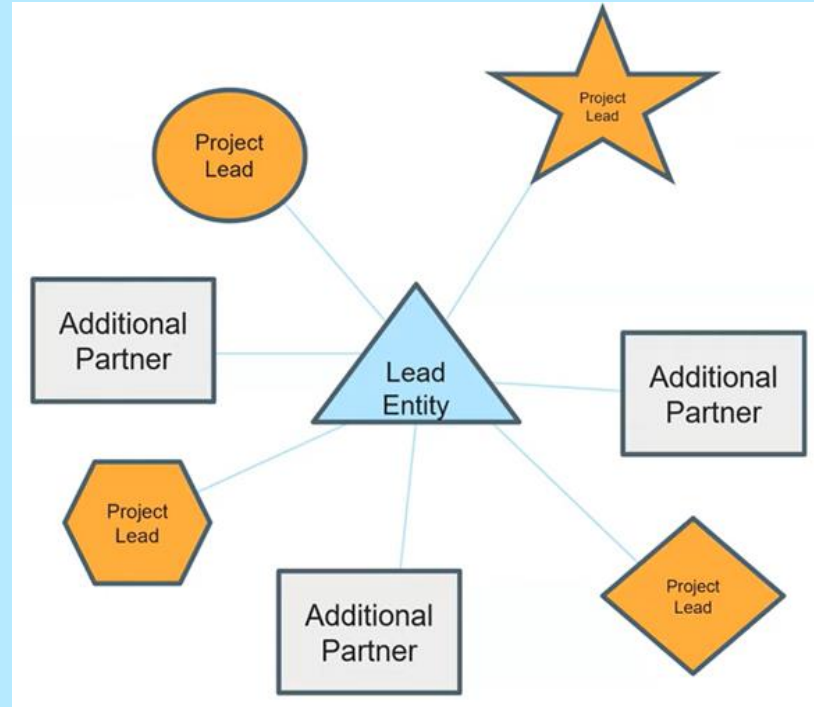 Project
Lead
Project
Lead
Additional
Partner
Lead
Entity
Additional
Partner
Project
Lead
Project
Lead
Additional
Partner